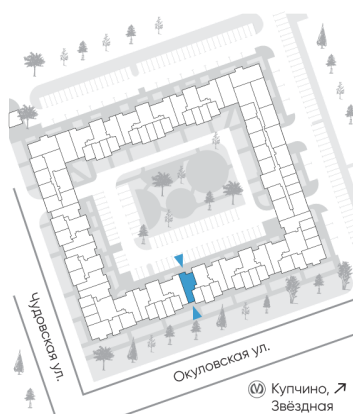 Чудовская ул.
Окуловская ул.
М Купчино, ↗
Звёздная